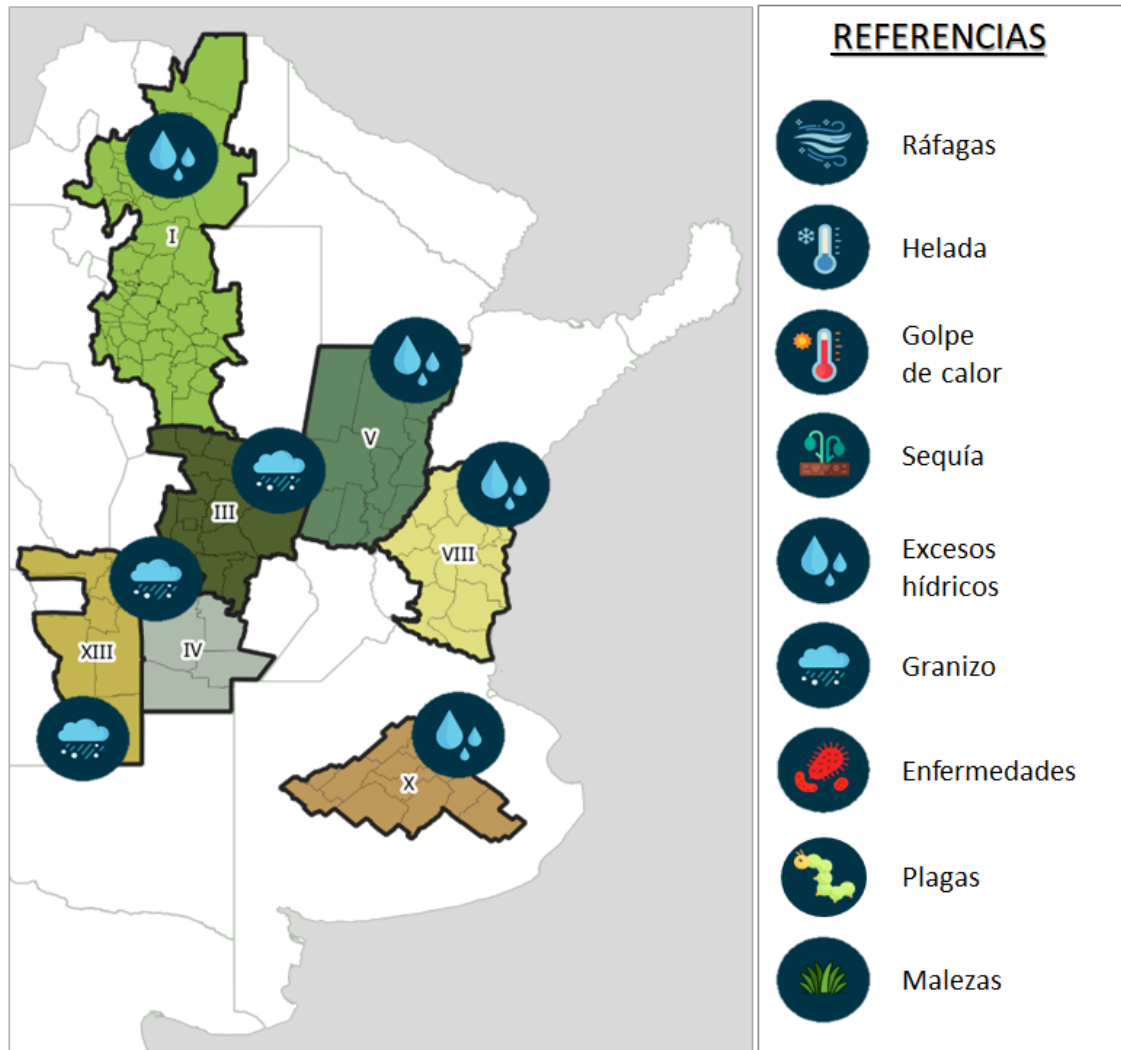 REFERENCIAS
Ráfagas
Helada
Golpe
de calor
Sequía
Excesos
hídricos
Granizo
Enfermedades
Plagas
Malezas
I
V
III
VIII
XIII
IV
X